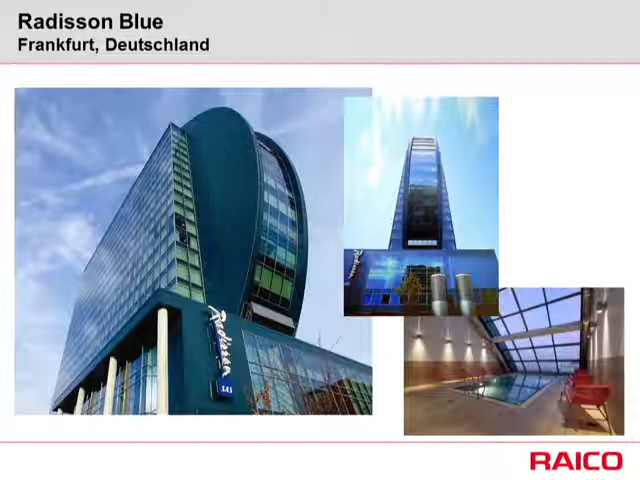 Radisson Blue
Frankfurt, Deutschland
Radisson
SAS
RAICO